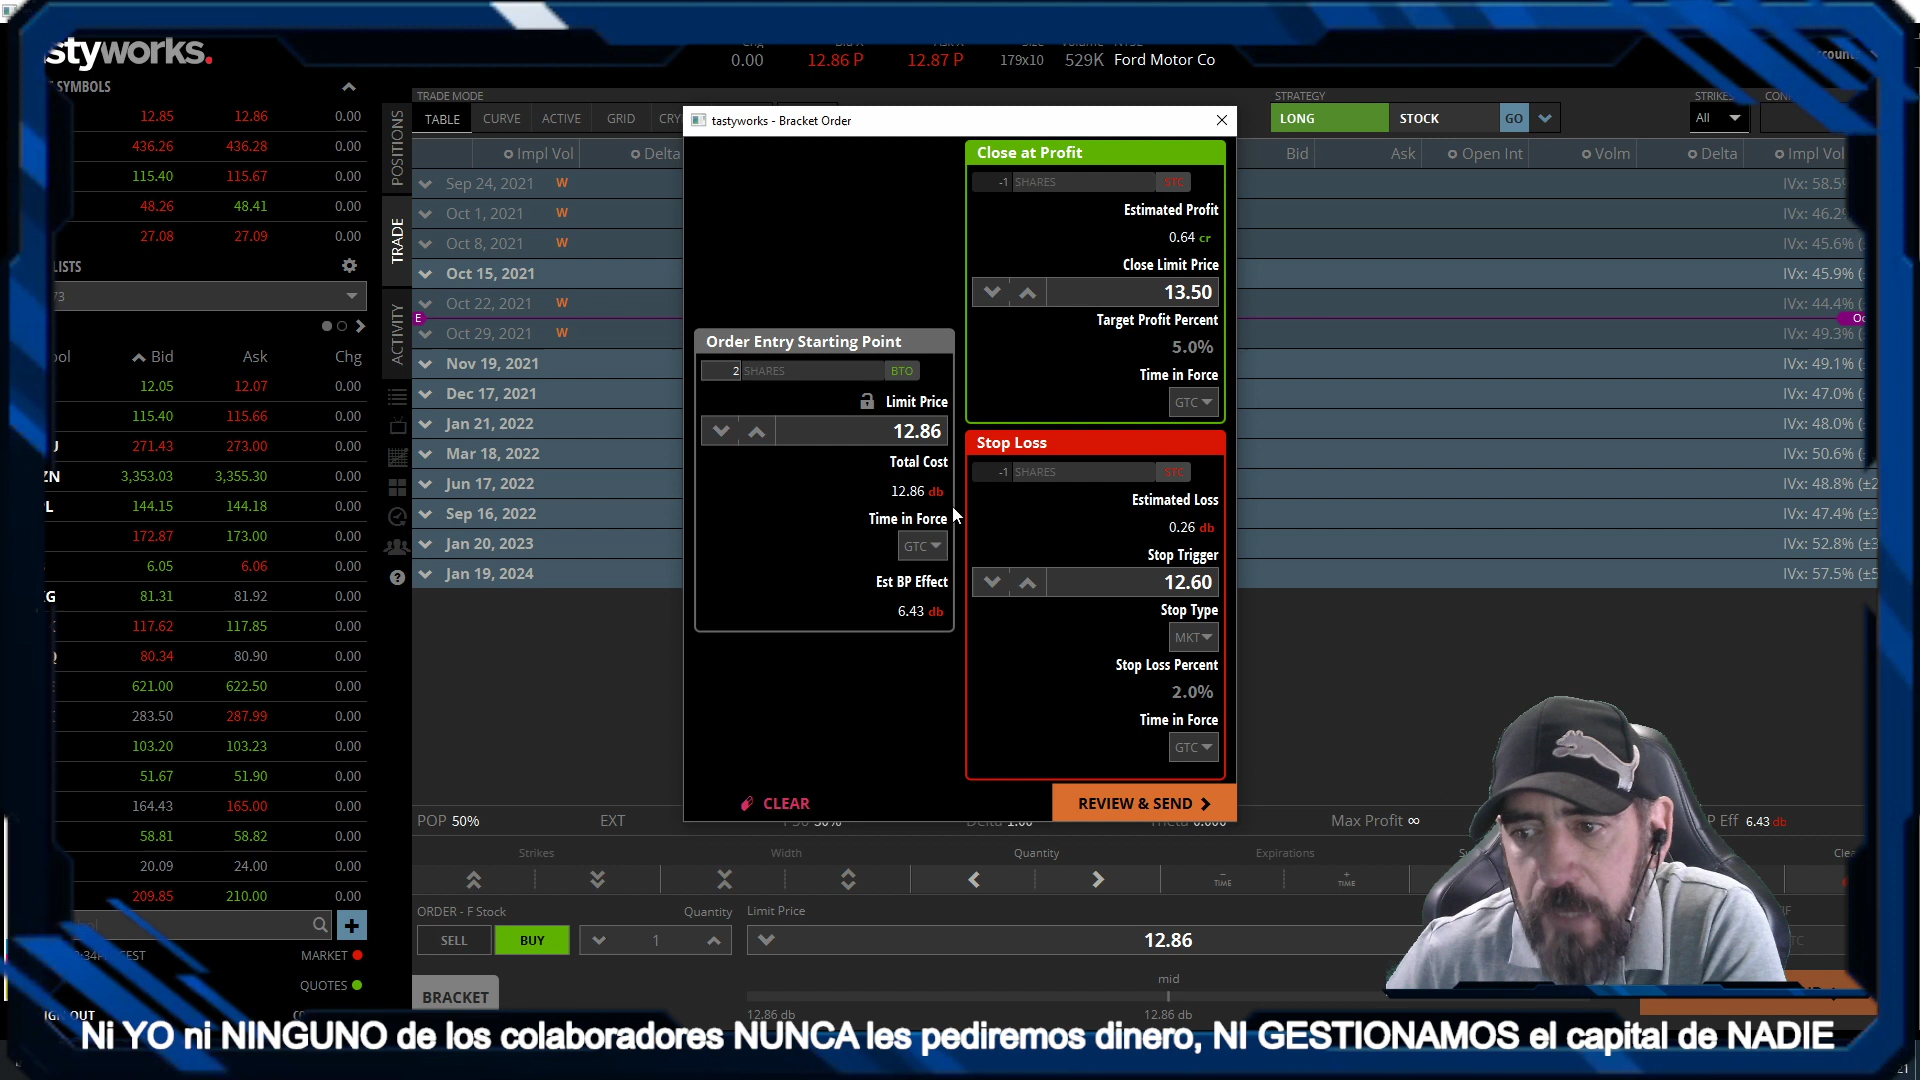 styworks.
SYMBOLS
12.85 12.86 0.00
436.26 436.28 0.00
115.40 115.67 0.00
48.26 48.41 0.00
27.08 27.09 0.00
LISTS
73
Bid Ask Chg
12.05 12.07 0.00
115.40 115.66 0.00
271.43 273.00 0.00
ZN 3,353.03 3,355.30 0.00
144.15 144.18 0.00
172.87 173.00 0.00
6.05 6.06 0.00
81.31 81.92 0.00
117.62 117.85 0.00
80.34 80.90 0.00
621.00 622.50 0.00
283.50 287.99 0.00
103.20 103.23 0.00
51.67 51.90 0.00
164.43 165.00 0.00
58.81 58.82 0.00
20.09 24.00 0.00
209.85 210.00 0.00
MARKET
QUOTES
OUT
0.00 12.86 P 12.87 P 179x10 529K Ford Motor Co
POSITIONS
TRADE
ACTIVITY
TRADE MODE
TABLE CURVE ACTIVE GRID
STRATEGY
LONG STOCK GO
STRIKES
All
Impl Vol Delta
Bid Ask Open Int Volm Delta Impl Vol
Sep 24, 2021 W IVx: 58.5
Oct 1, 2021 W IVx: 46.2
Oct 8, 2021 W IVx: 45.6%
Oct 15, 2021 IVx: 45.9%
Oct 22, 2021 W IVx: 44.4%
E
Oct 29, 2021 W IVx: 49.3%
Nov 19, 2021 IVx: 49.1%
Dec 17, 2021 IVx: 47.0%
Jan 21, 2022 IVx: 48.0%
Mar 18, 2022 IVx: 50.6%
Jun 17, 2022 IVx: 48.8% (±2
Sep 16, 2022 IVx: 47.4% (±3
Jan 20, 2023 IVx: 52.8% (±3
Jan 19, 2024 IVx: 57.5% (±5
tastyworks - Bracket Order
Order Entry Starting Point
2 SHARES BTO
Limit Price
12.86
Total Cost
12.86 db
Time in Force
GTC
Est BP Effect
6.43 db
Close at Profit
-1 SHARES STC
Estimated Profit
0.64 cr
Close Limit Price
13.50
Target Profit Percent
5.0%
Time in Force
GTC
Stop Loss
-1 SHARES STC
Estimated Loss
0.26 db
Stop Trigger
12.60
Stop Type
MKT
Stop Loss Percent
2.0%
Time in Force
GTC
CLEAR
REVIEW & SEND
POP 50% EXT Max Profit ∞ Eff 6.43 db
Strikes Width Quantity Expirations
TIME TIME
ORDER - F Stock Quantity Limit Price
SELL BUY 1 12.86
mid
BRACKET
12.86 db 12.86 db
Ni YO ni NINGUNO de los colaboradores NUNCA les pediremos dinero, NI GESTIONAMOS el capital de NADIE